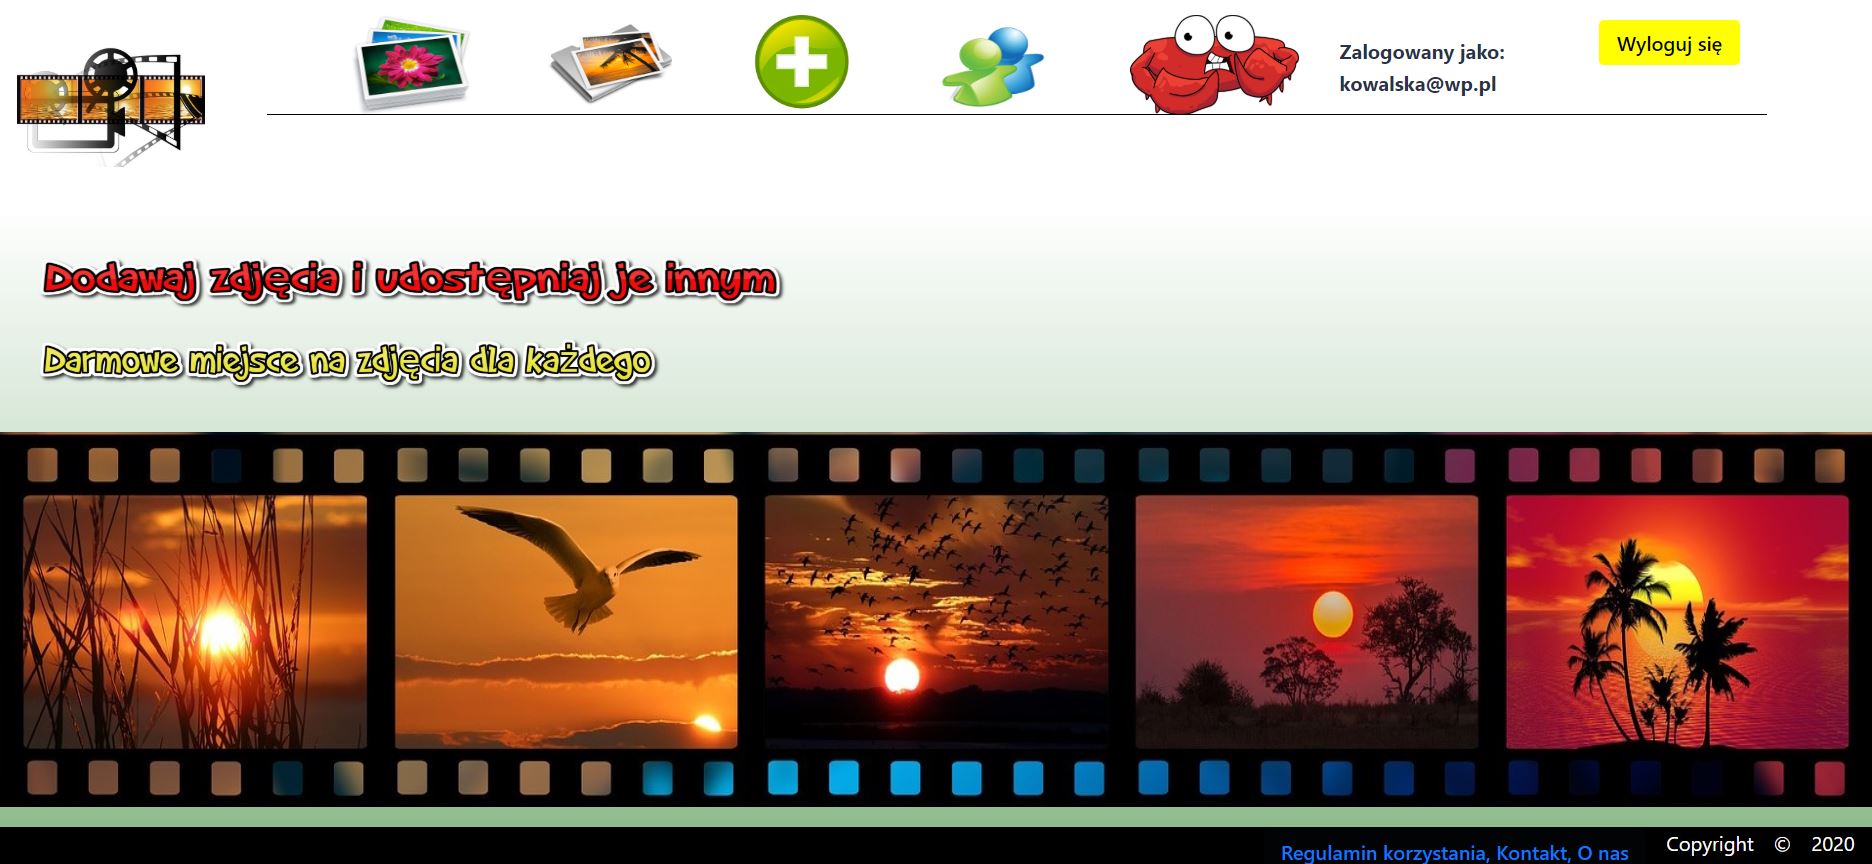 Zalogowany jako:
kowalska@wp.pl
Wyloguj się
Dodawaj zdjęcia i udostępniaj je innym
Darmowe miejsce na zdjęcia dla każdego
Regulamin korzystania, Kontakt, O nas
Copyright © 2020